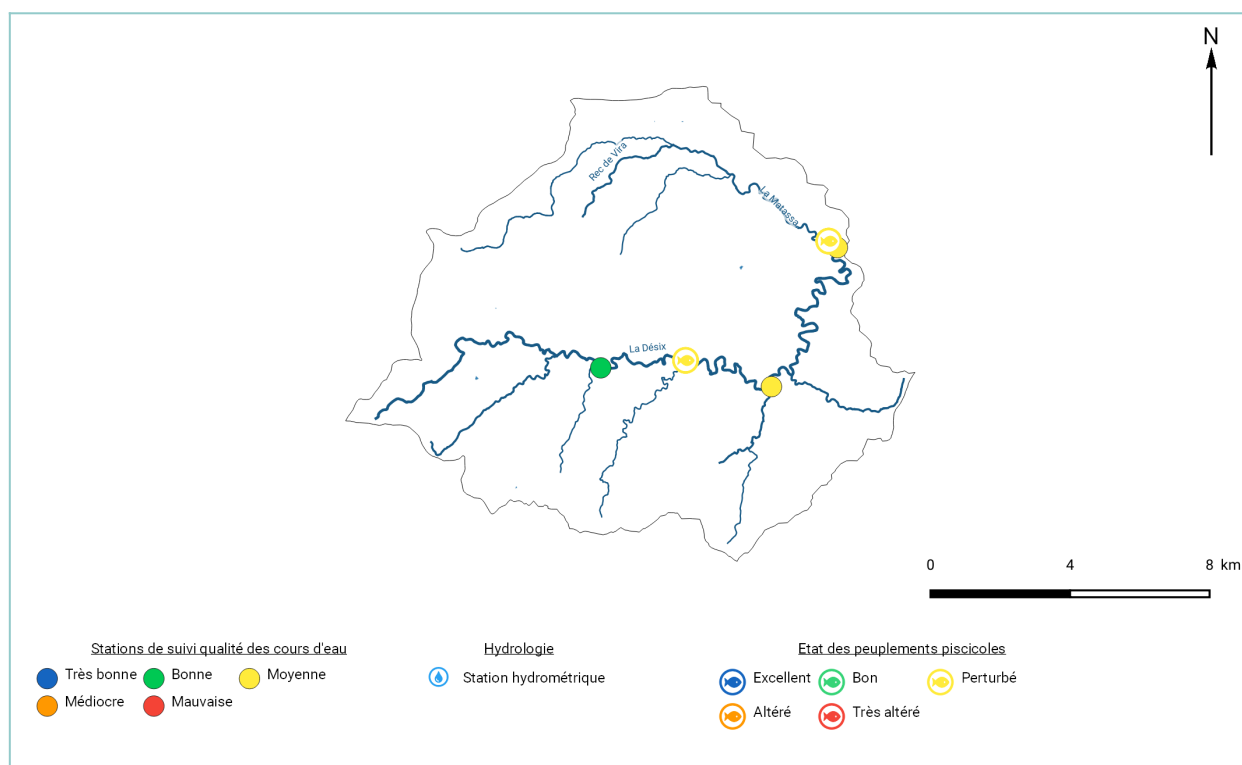 N
Rec de Vira
La Matassa
La Désix
0 4 8 km
Stations de suivi qualité des cours d'eau
Très bonne Bonne Moyenne
Médiocre Mauvaise
Hydrologie
Station hydrométrique
Etat des peuplements piscicoles
Excellent Bon Perturbé
Altéré Très altéré